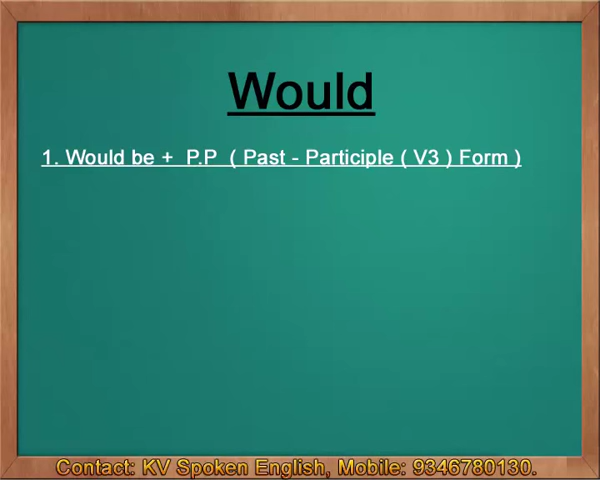 Would
1. Would be + P.P ( Past - Participle ( V3 ) Form )
Contact: KV Spoken English, Mobile: 9346780130.